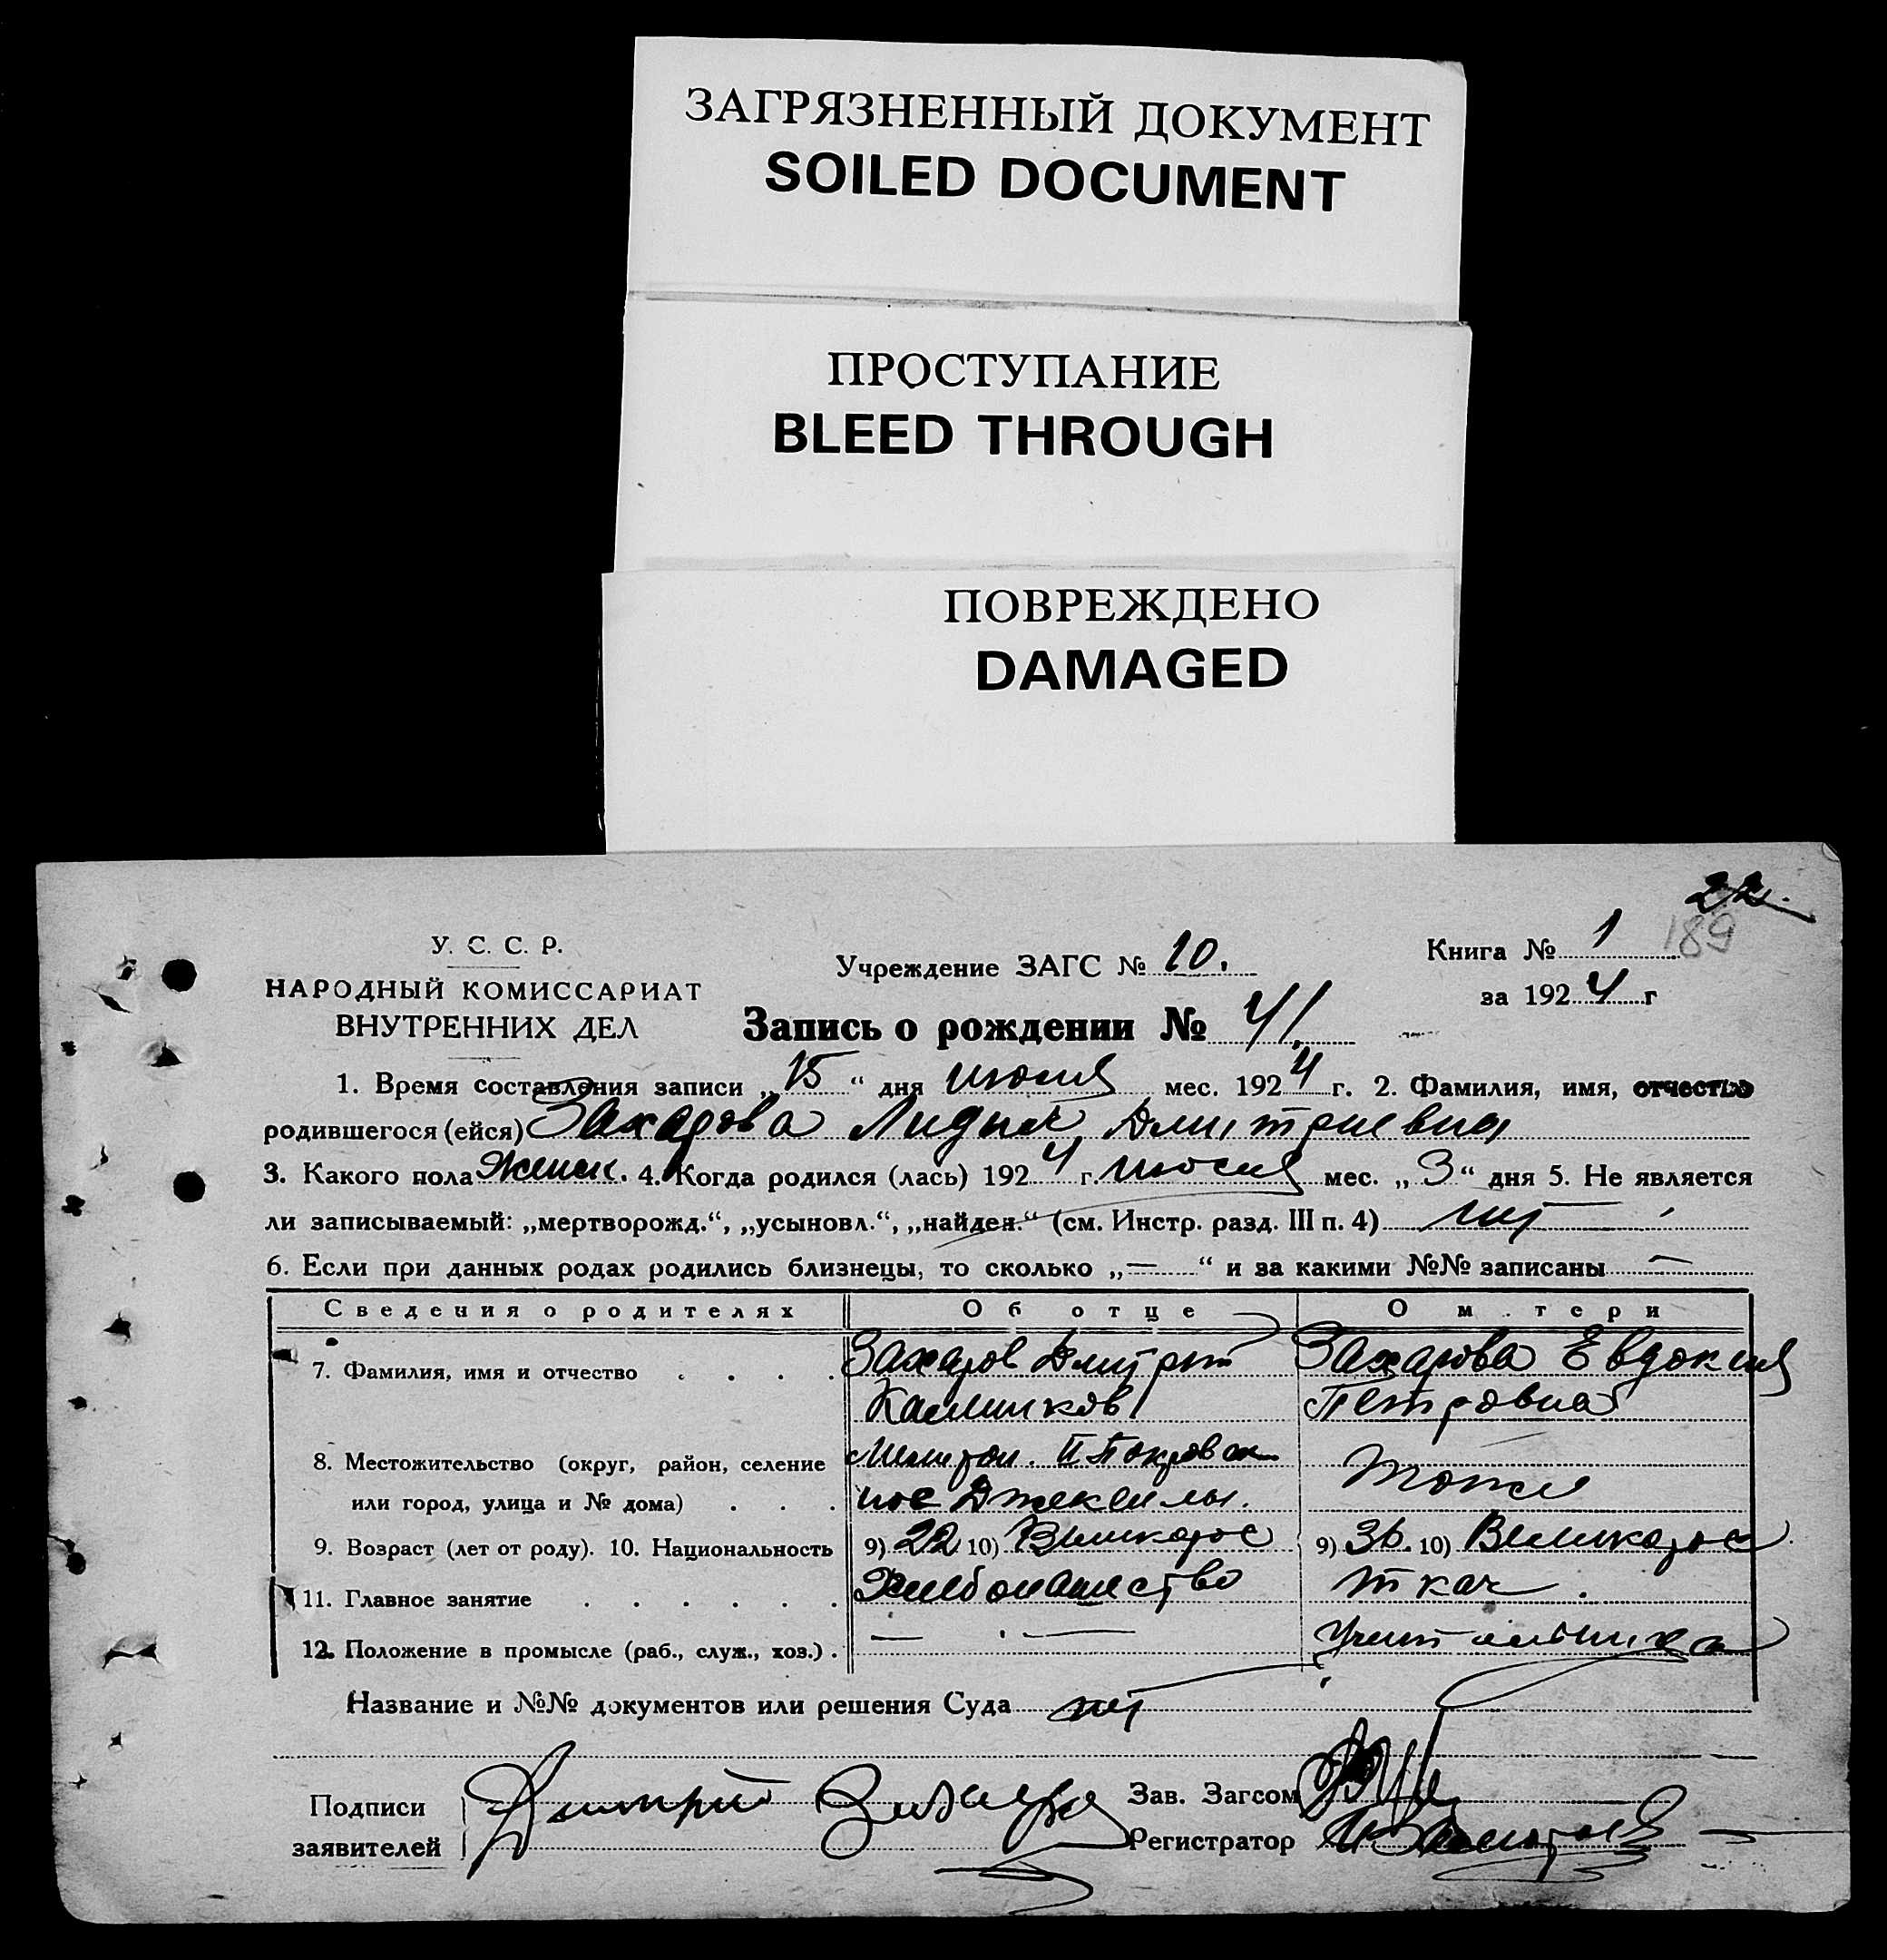 ЗАГРЯЗНЕННЫЙ ДОКУМЕНТ
SOILED DOCUMENT
ПРОСТУПАНИЕ
BLEED THROUGH
ПОВРЕЖДЕНО
DAMAGED
22.
189
У. С. С. Р.
НАРОДНЫЙ КОМИССАРИАТ
ВНУТРЕННИХ ДЕЛ
Учреждение ЗАГС № 10.
Книга № 1
за 1924 г
Запись о рождении № 41.
1. Время составления записи „15“ дня июля мес. 1924 г. 2. Фамилия, имя, отчество
родившегося (ейся) Захарова Лидия Дмитриевна
3. Какого пола женск. 4. Когда родился (лась) 1924 г. июля мес. „3“ дня 5. Не является
ли записываемый: „мертворожд.“, „усыновл.“, „найден.“ (см. Инстр. разд. III п. 4) нет
6. Если при данных родах родились близнецы, то сколько „—“ и за какими №№ записаны —
Сведения о родителях Об отце О м.тери
7. Фамилия, имя и отчество . . . . Захаров Дмитрий Захарова Евдокия
Петровна
8. Местожительство (округ, район, селение
или город, улица и № дома) . . . тоже
9. Возраст (лет от роду). 10. Национальность 9) 22 10) Великорос 9) 36. 10) Великорос
11. Главное занятие . . . . . . Хлебопашество ткач.
12. Положение в промысле (раб., служ., хоз.) . — —
Название и №№ документов или решения Суда нет
Подписи Дмитрий Захаров Зав. Загсом
заявителей Регистратор